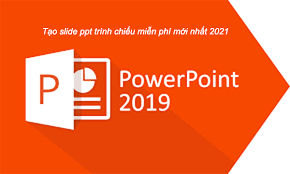 Tạo slide ppt trình chiếu miễn phí mới nhất 2021
P
PowerPoint
2019